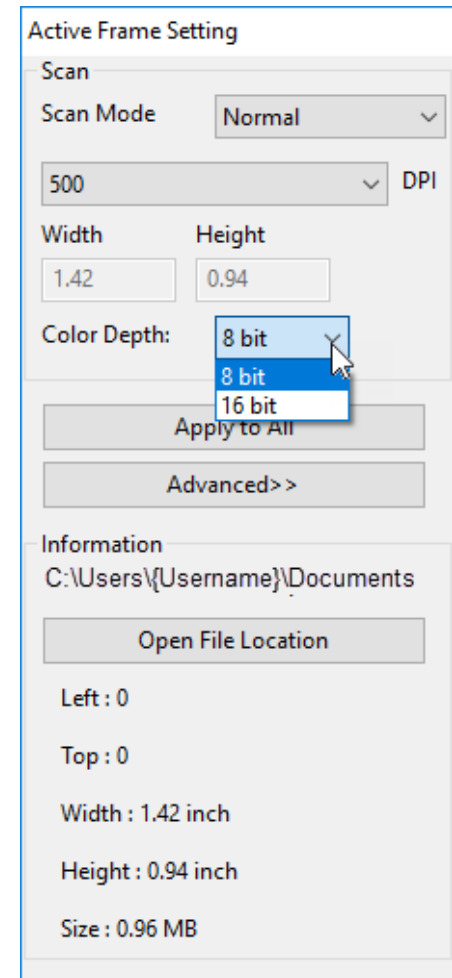 Active Frame Setting
Scan
Scan Mode Normal
500 DPI
Width Height
1.42 0.94
Color Depth: 8 bit
8 bit
16 bit
Apply to All
Advanced>>
Information
C:\Users\{Username}\Documents
Open File Location
Left : 0
Top : 0
Width : 1.42 inch
Height : 0.94 inch
Size : 0.96 MB